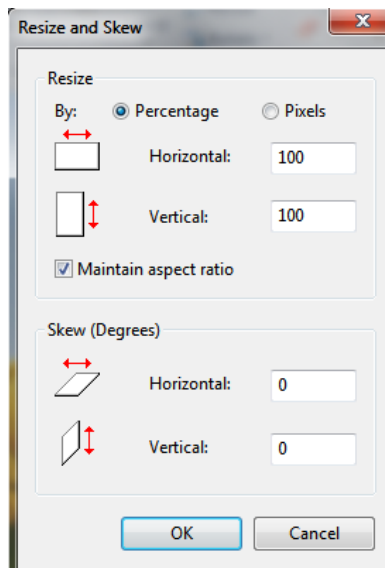 Resize and Skew
Resize
By: Percentage Pixels
Horizontal: 100
Vertical: 100
Maintain aspect ratio
Skew (Degrees)
Horizontal: 0
Vertical: 0
OK Cancel